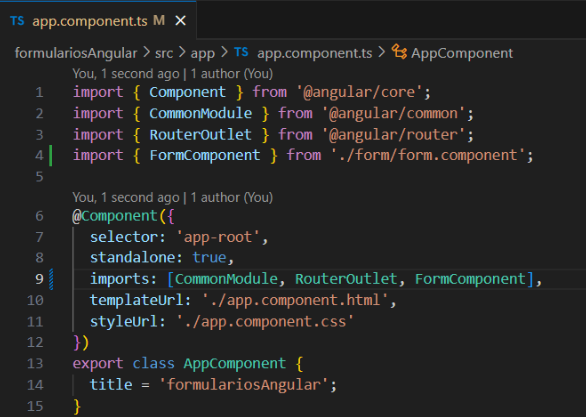 TS app.component.ts M ✕
formulariosAngular > src > app > TS app.component.ts > AppComponent
You, 1 second ago | 1 author (You)
1 import { Component } from '@angular/core';
2 import { CommonModule } from '@angular/common';
3 import { RouterOutlet } from '@angular/router';
4 import { FormComponent } from './form/form.component';
5
You, 1 second ago | 1 author (You)
6 @Component({
7   selector: 'app-root',
8   standalone: true,
9   imports: [CommonModule, RouterOutlet, FormComponent],
10   templateUrl: './app.component.html',
11   styleUrl: './app.component.css'
12 })
13 export class AppComponent {
14   title = 'formulariosAngular';
15 }